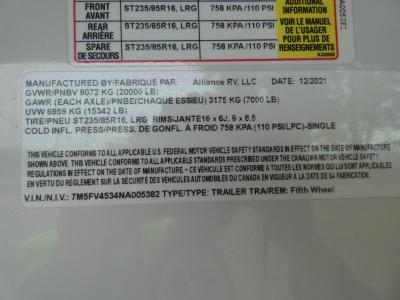 FRONT
AVANT
ST235/85R16, LRG
758 KPA /110 PSI
REAR
ARRIÈRE
ST235/85R16, LRG
758 KPA /110 PSI
SPARE
DE SECOURS
ST235/85R16, LRG
758 KPA /110 PSI
ADDITIONAL
INFORMATION
L'USAGER
POUR PLUS DE
RENSEIGNEMENTS
MANUFACTURED BY/FABRIQUE PAR: Alliance RV, LLC DATE: 12/2021
GVWR/PNBV 9072 KG (20000 LB)
GAWR (EACH AXLE)/PNBE(CHAQUE ESSIEU) 3175 KG (7000 LB)
UVW 6959 KG (15342 LB)
TIRE/PNEU ST235/85R16, LRG RIMS/JANTE16 x 6J, 8 x 6.5
COLD INFL. PRESS/PRESS. DE GONFL. À FROID 758 KPA (110 PSI/LPC)-SINGLE
THIS VEHICLE CONFORMS TO ALL APPLICABLE U.S. FEDERAL MOTOR VEHICLE SAFETY STANDARDS IN EFFECT ON THE DATE OF MANUFACTURE
SHOWN ABOVE. THIS VEHICLE CONFORMS TO ALL APPLICABLE STANDARDS PRESCRIBED UNDER THE CANADIAN MOTOR VEHICLE SAFETY
REGULATIONS IN EFFECT ON THE DATE OF MANUFACTURE. / CE VÉHICULE EST CONFORME À TOUTES LES NORMES QUI LUI SONT APPLICABLES
EN VERTU DU RÈGLEMENT SUR LA SÉCURITÉ DES VÉHICULES AUTOMOBILES DU CANADA EN VIGUEUR À LA DATE DE SA FABRICATION.
V.I.N./N.I.V.: 7M5FV4534NA005382 TYPE/TYPE: TRAILER TRA/REM: Fifth Wheel